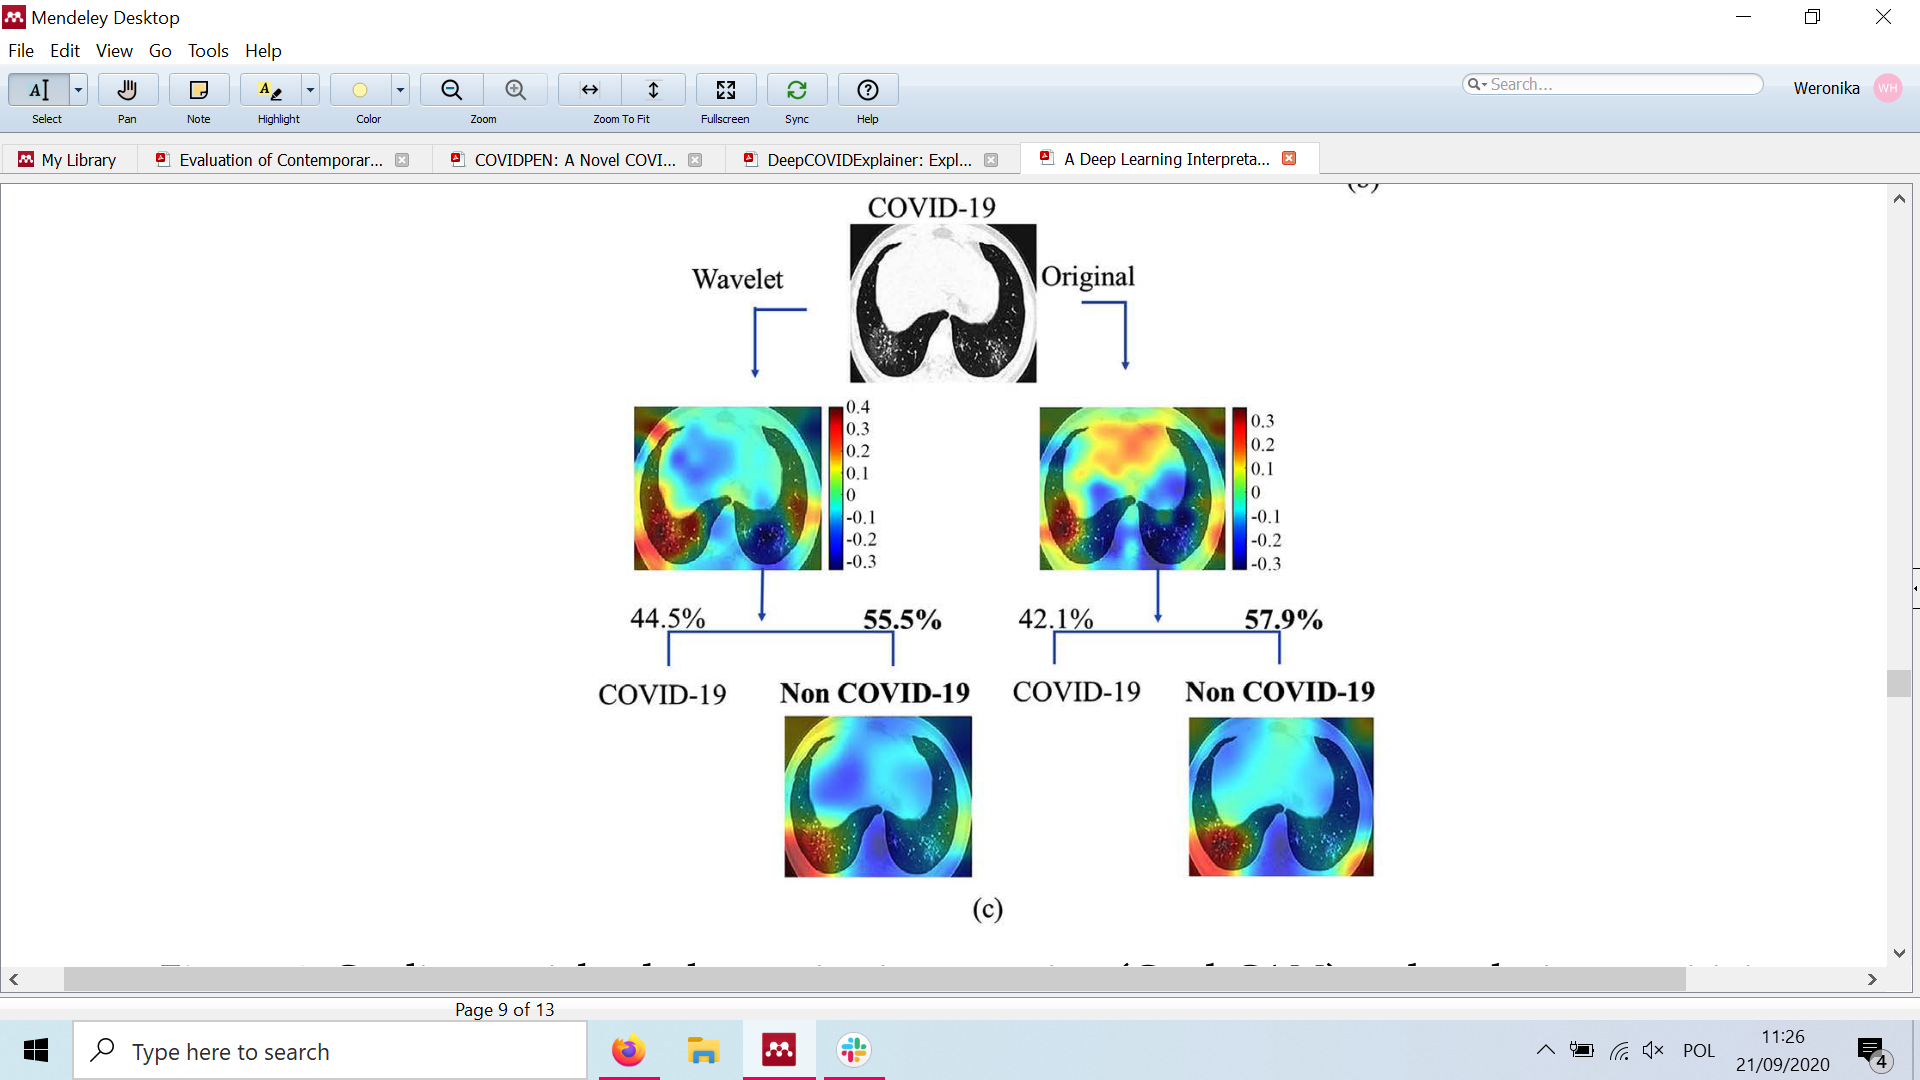 Mendeley Desktop
File Edit View Go Tools Help
Select Pan Note Highlight Color Zoom Zoom To Fit Fullscreen Sync Help
Search...
Weronika WH
My Library Evaluation of Contemporar... COVIDPEN: A Novel COVI... DeepCOVIDExplainer: Expl... A Deep Learning Interpreta...
COVID-19
Wavelet
Original
0.4
0.3
0.2
0.1
0
-0.1
-0.2
-0.3
0.3
0.2
0.1
0
-0.1
-0.2
-0.3
44.5% 55.5% 42.1% 57.9%
COVID-19 Non COVID-19 COVID-19 Non COVID-19
(c)
Page 9 of 13
Type here to search
POL
11:26
21/09/2020
4